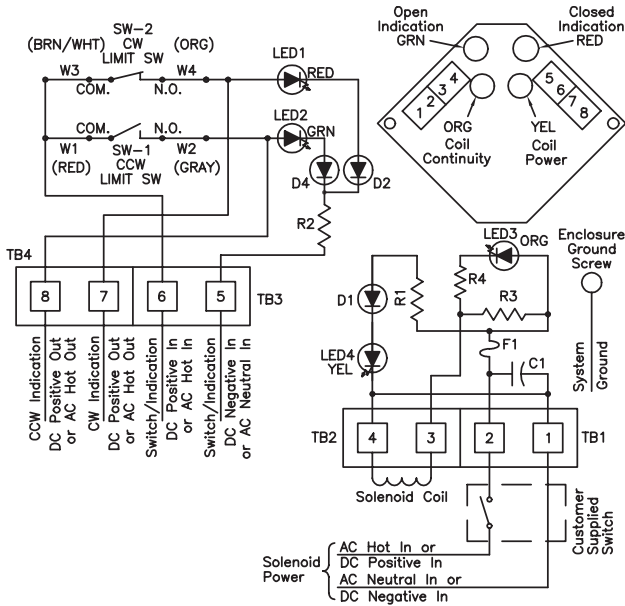 SW-2
(BRN/WHT) CW (ORG)
LIMIT SW
W3 W4
COM. N.O.
LED1
RED
COM. N.O.
LED2
GRN
W1 SW-1 W2
(RED) CCW (GRAY)
LIMIT SW
D4 D2
R2
TB4
8 7 6 5
TB3
CCW Indication
DC Positive Out
or AC Hot Out
CW Indication
DC Positive Out
or AC Hot Out
Switch/Indication
DC Positive In
or AC Hot In
Switch/Indication
DC Negative In
or AC Neutral In
Open
Indication
GRN
Closed
Indication
RED
1 2 3 4
5 6 7 8
ORG
Coil
Continuity
YEL
Coil
Power
LED3
ORG
Enclosure
Ground
Screw
R4
R3
D1
R1
LED4
YEL
F1
C1
System
Ground
TB2
4 3 2 1
TB1
Solenoid Coil
Customer
Supplied
Switch
Solenoid
Power
AC Hot In or
DC Positive In
AC Neutral In or
DC Negative In